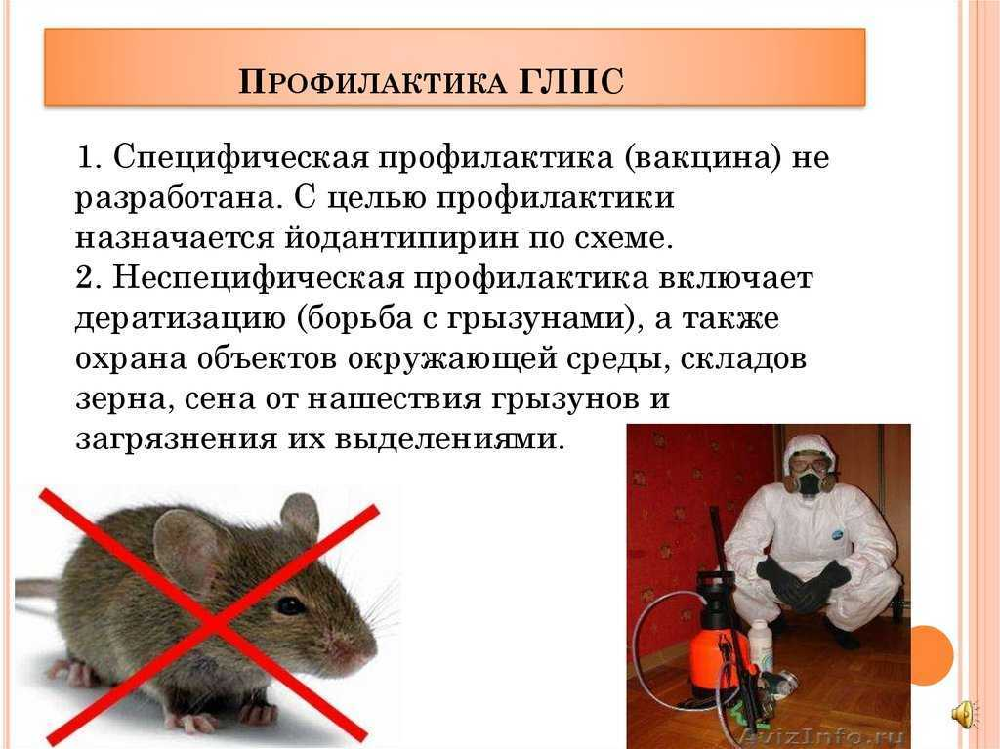 Профилактика ГЛПС
1. Специфическая профилактика (вакцина) не
разработана. С целью профилактики
назначается йодантипирин по схеме.
2. Неспецифическая профилактика включает
дератизацию (борьба с грызунами), а также
охрана объектов окружающей среды, складов
зерна, сена от нашествия грызунов и
загрязнения их выделениями.
AvizInfo.ru